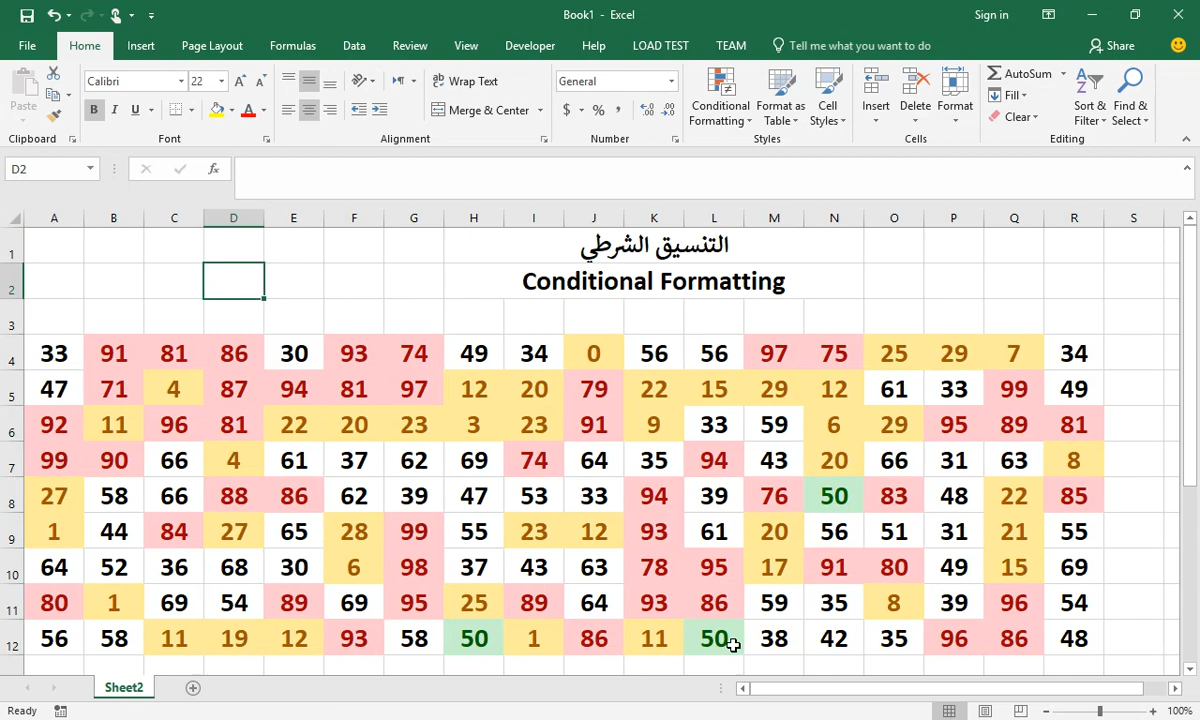 Book1 - Excel
Sign in
File Home Insert Page Layout Formulas Data Review View Developer Help LOAD TEST TEAM Tell me what you want to do Share
Paste
Calibri 22
B I U
Wrap Text
Merge & Center
General
$ % ,
Conditional Formatting
Format as Table
Cell Styles
Insert Delete Format
AutoSum
Fill
Clear
Sort & Filter
Find & Select
Clipboard Font Alignment Number Styles Cells Editing
D2 fx
A B C D E F G H I J K L M N O P Q R S
1 التنسيق الشرطي
2 Conditional Formatting
3
4 33 91 81 86 30 93 74 49 34 0 56 56 97 75 25 29 7 34
5 47 71 4 87 94 81 97 12 20 79 22 15 29 12 61 33 99 49
6 92 11 96 81 22 20 23 3 23 91 9 33 59 6 29 95 89 81
7 99 90 66 4 61 37 62 69 74 64 35 94 43 20 66 31 63 8
8 27 58 66 88 86 62 39 47 53 33 94 39 76 50 83 48 22 85
9 1 44 84 27 65 28 99 55 23 12 93 61 20 56 51 31 21 55
10 64 52 36 68 30 6 98 37 43 63 78 95 17 91 80 49 15 69
11 80 1 69 54 89 69 95 25 89 64 93 86 59 35 8 39 96 54
12 56 58 11 19 12 93 58 50 1 86 11 50 38 42 35 96 86 48
Sheet2
Ready
100%